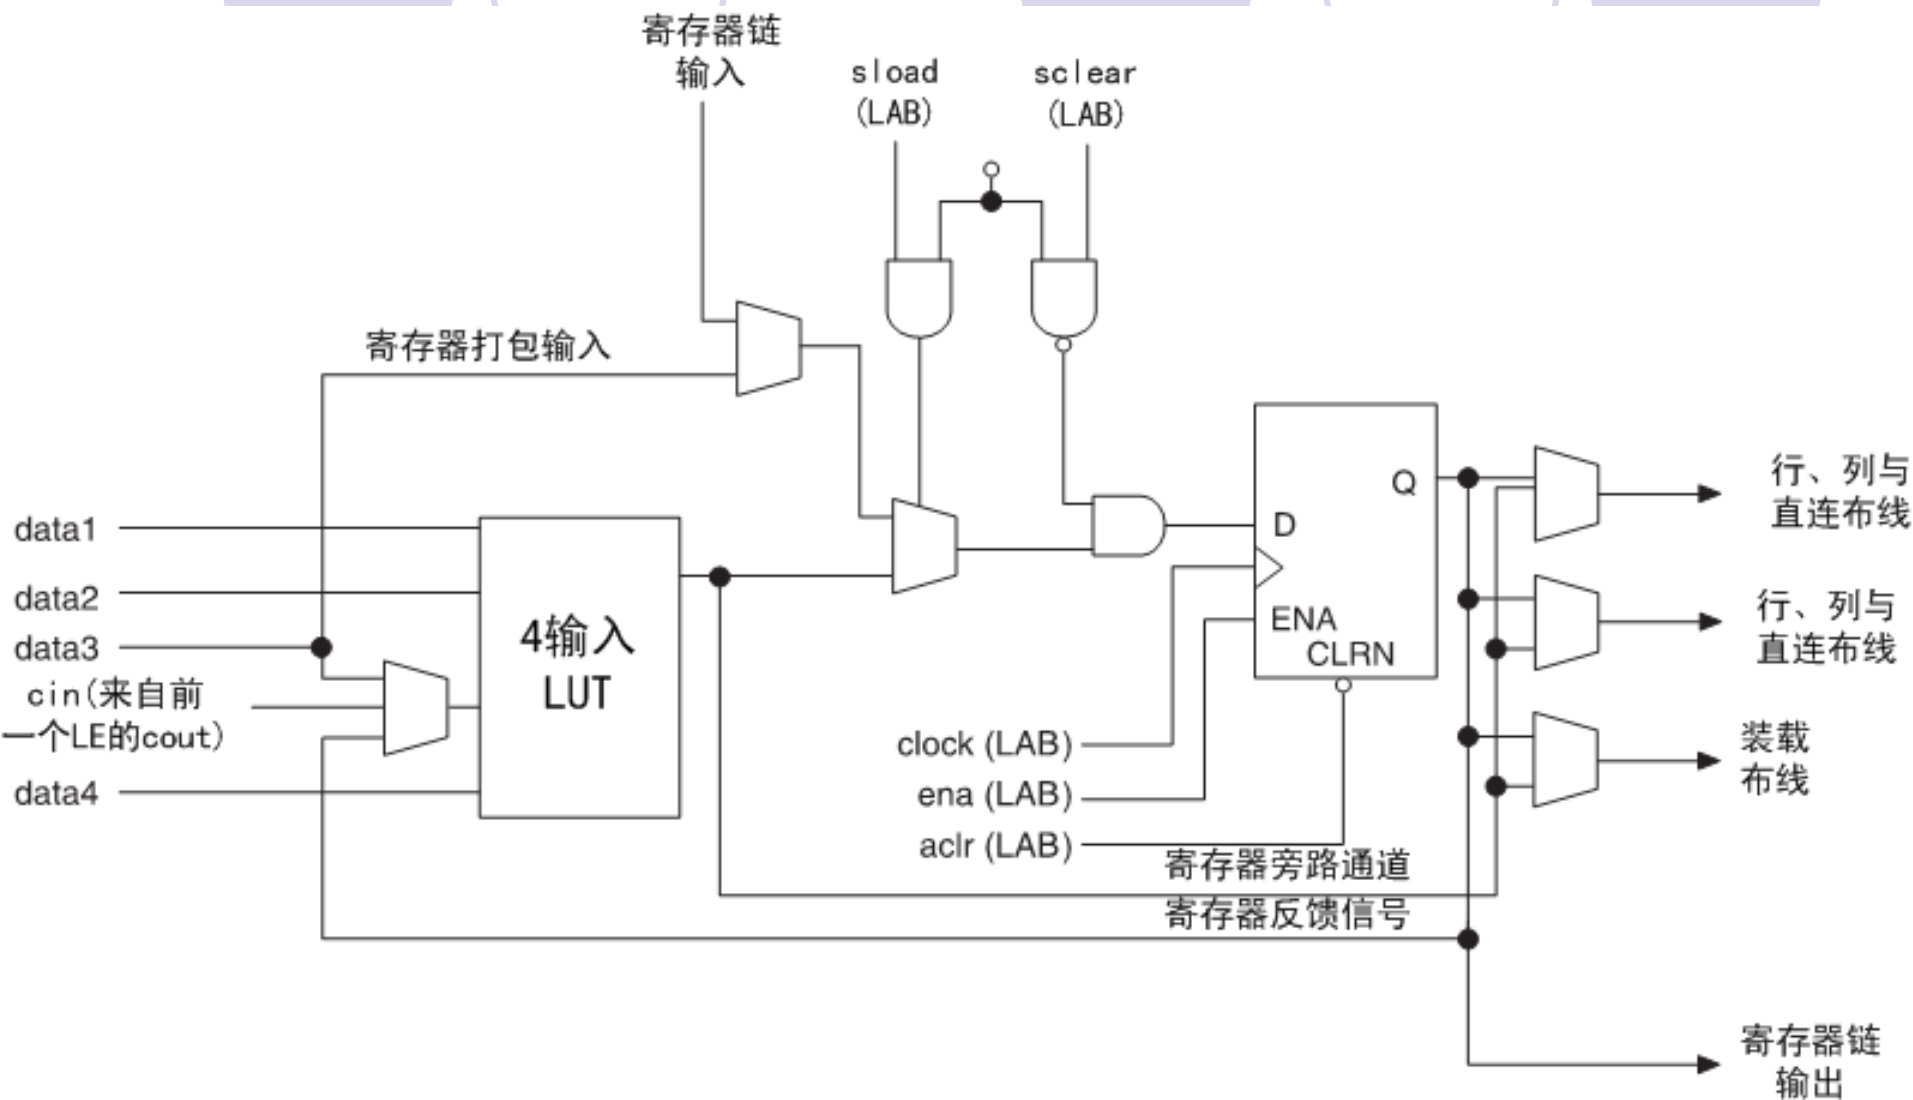 寄存器链
输入
sload
(LAB)
sclear
(LAB)
寄存器打包输入
data1
data2
data3
cin(来自前
一个LE的cout)
data4
4输入
LUT
D
Q
ENA
CLRN
clock (LAB)
ena (LAB)
aclr (LAB)
寄存器旁路通道
寄存器反馈信号
行、列与
直连布线
行、列与
直连布线
装载
布线
寄存器链
输出